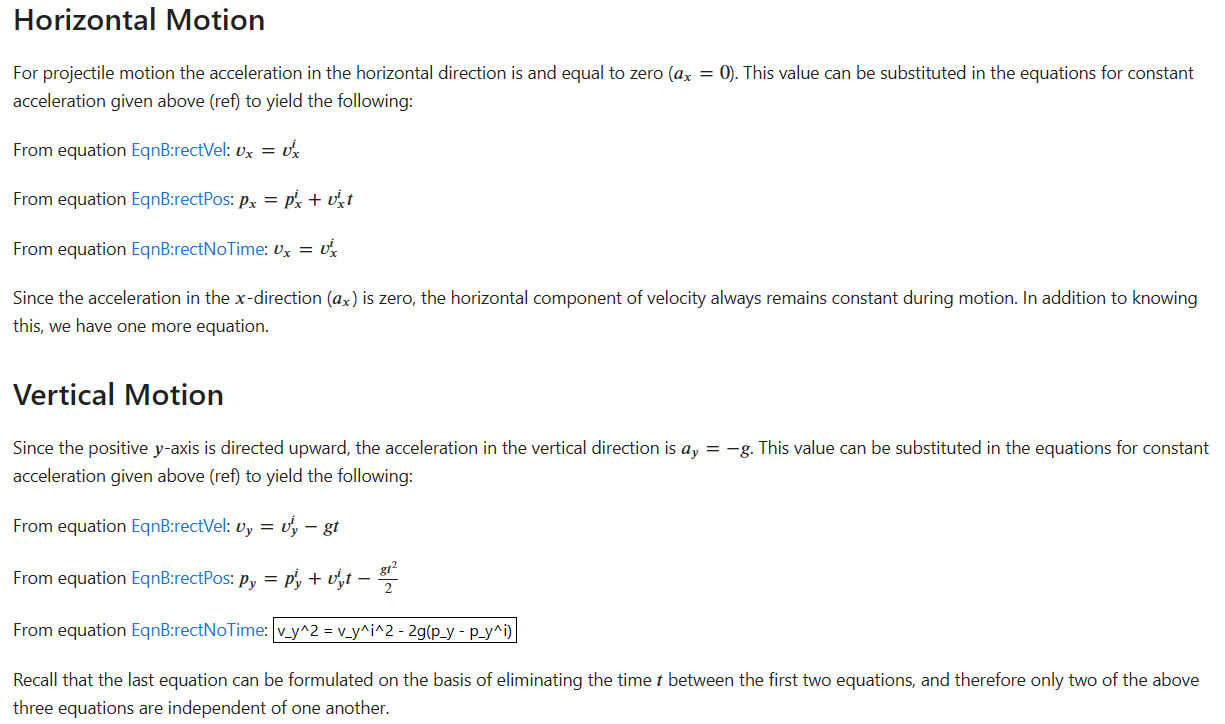 Horizontal Motion
For projectile motion the acceleration in the horizontal direction is and equal to zero (aₓ = 0). This value can be substituted in the equations for constant
acceleration given above (ref) to yield the following:
From equation EqnB:rectVel: v_x = v_x^i
From equation EqnB:rectPos: p_x = p_x^i + v_x^i t
From equation EqnB:rectNoTime: v_x = v_x^i
Since the acceleration in the x-direction (a_x) is zero, the horizontal component of velocity always remains constant during motion. In addition to knowing
this, we have one more equation.
Vertical Motion
Since the positive y-axis is directed upward, the acceleration in the vertical direction is a_y = −g. This value can be substituted in the equations for constant
acceleration given above (ref) to yield the following:
From equation EqnB:rectVel: v_y = v_y^i − gt
From equation EqnB:rectPos: p_y = p_y^i + v_y^i t − \frac{gt^2}{2}
From equation EqnB:rectNoTime: v_y^2 = v_y^i^2 - 2g(p_y - p_y^i)
Recall that the last equation can be formulated on the basis of eliminating the time t between the first two equations, and therefore only two of the above
three equations are independent of one another.